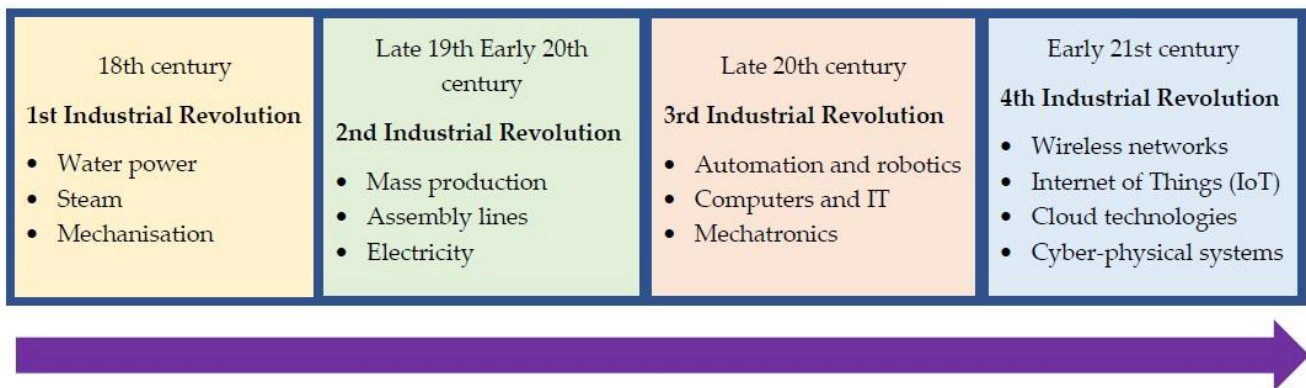 18th century
1st Industrial Revolution
• Water power
• Steam
• Mechanisation
Late 19th Early 20th
century
2nd Industrial Revolution
• Mass production
• Assembly lines
• Electricity
Late 20th century
3rd Industrial Revolution
• Automation and robotics
• Computers and IT
• Mechatronics
Early 21st century
4th Industrial Revolution
• Wireless networks
• Internet of Things (IoT)
• Cloud technologies
• Cyber-physical systems